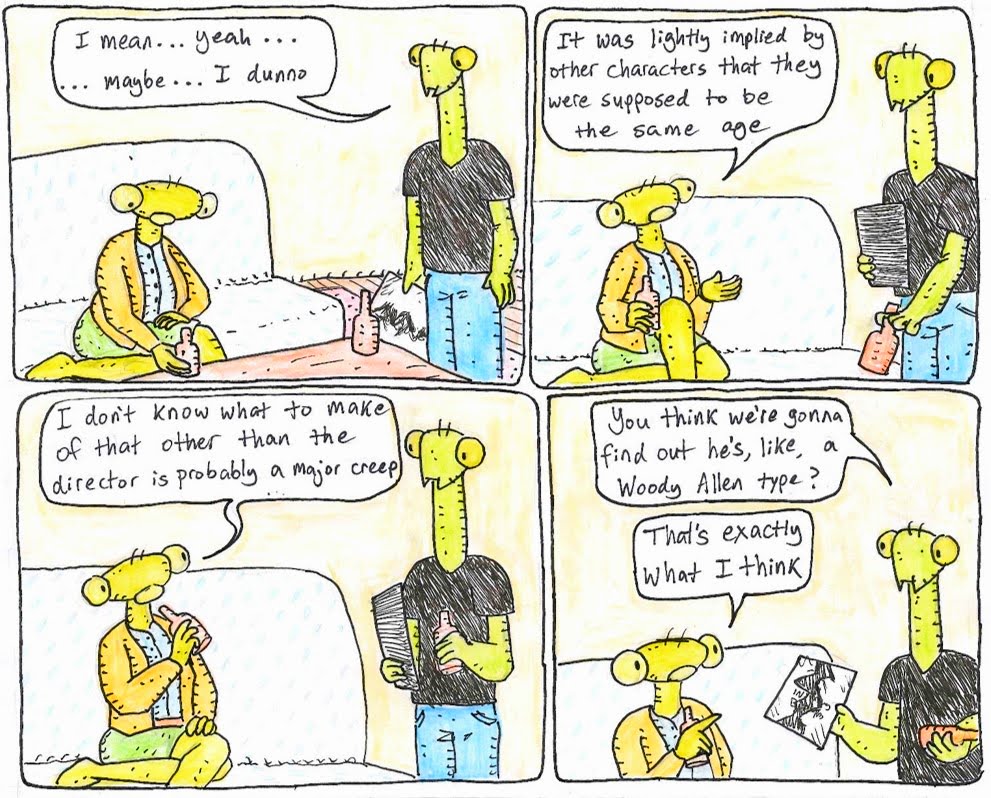 I mean... yeah...
... maybe... I dunno
It was lightly implied by
other characters that they
were supposed to be
the same age
I don't know what to make
of that other than the
director is probably a major creep
You think we're gonna
find out he's, like, a
Woody Allen type?
That's exactly
what I think